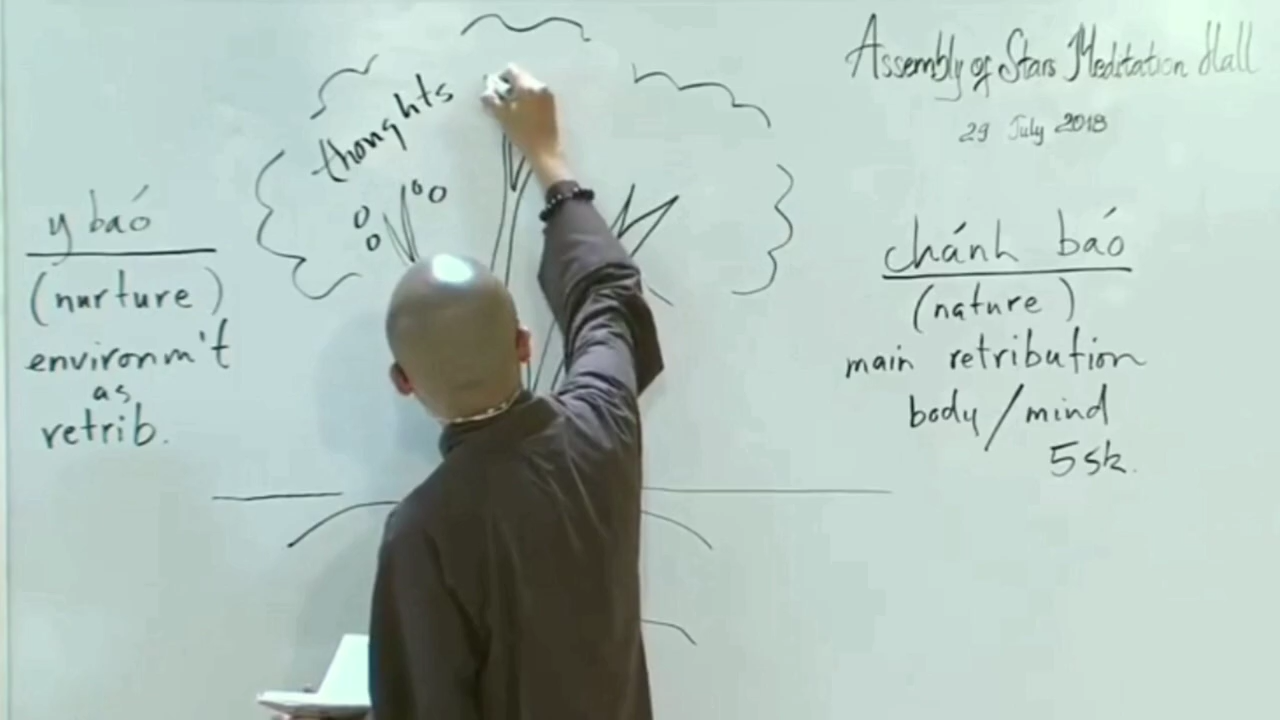 Assembly of Stars Meditation Hall
29 July 2018
thoughts
y báo
(nurture)
environm't
as
retrib.
chánh báo
(nature)
main retribution
body/mind
5 sk.